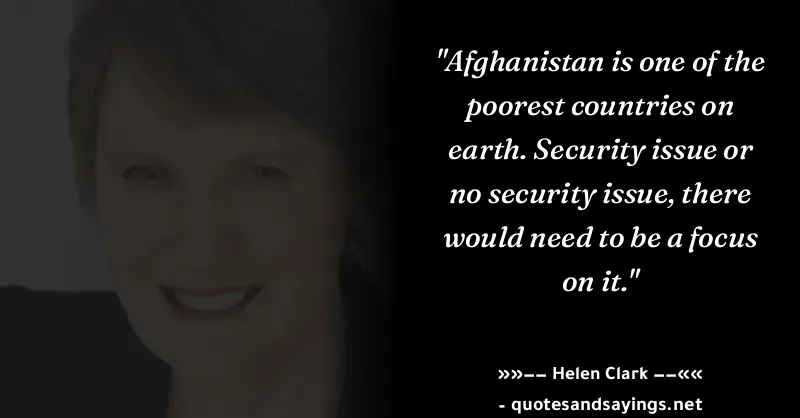 "Afghanistan is one of the
poorest countries on
earth. Security issue or
no security issue, there
would need to be a focus
on it."
»»−− Helen Clark −−««
- quotesandsayings.net